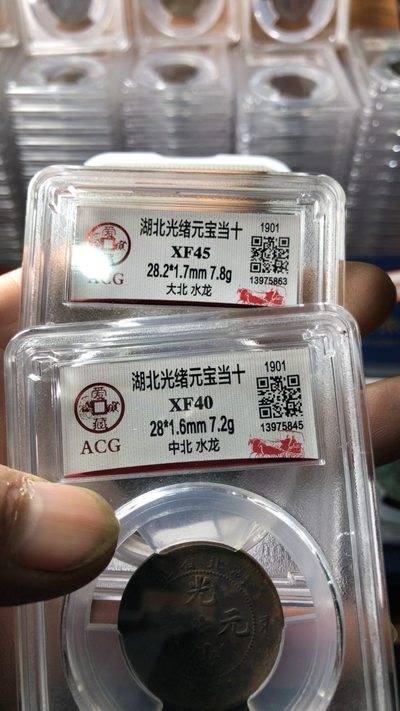 湖北光绪元宝当十
1901
XF45
28.2*1.7mm 7.8g
13975863
大北 水龙
ACG
湖北光绪元宝当十
1901
XF40
28*1.6mm 7.2g
13975845
中北 水龙
爱
藏
ACG
光
元